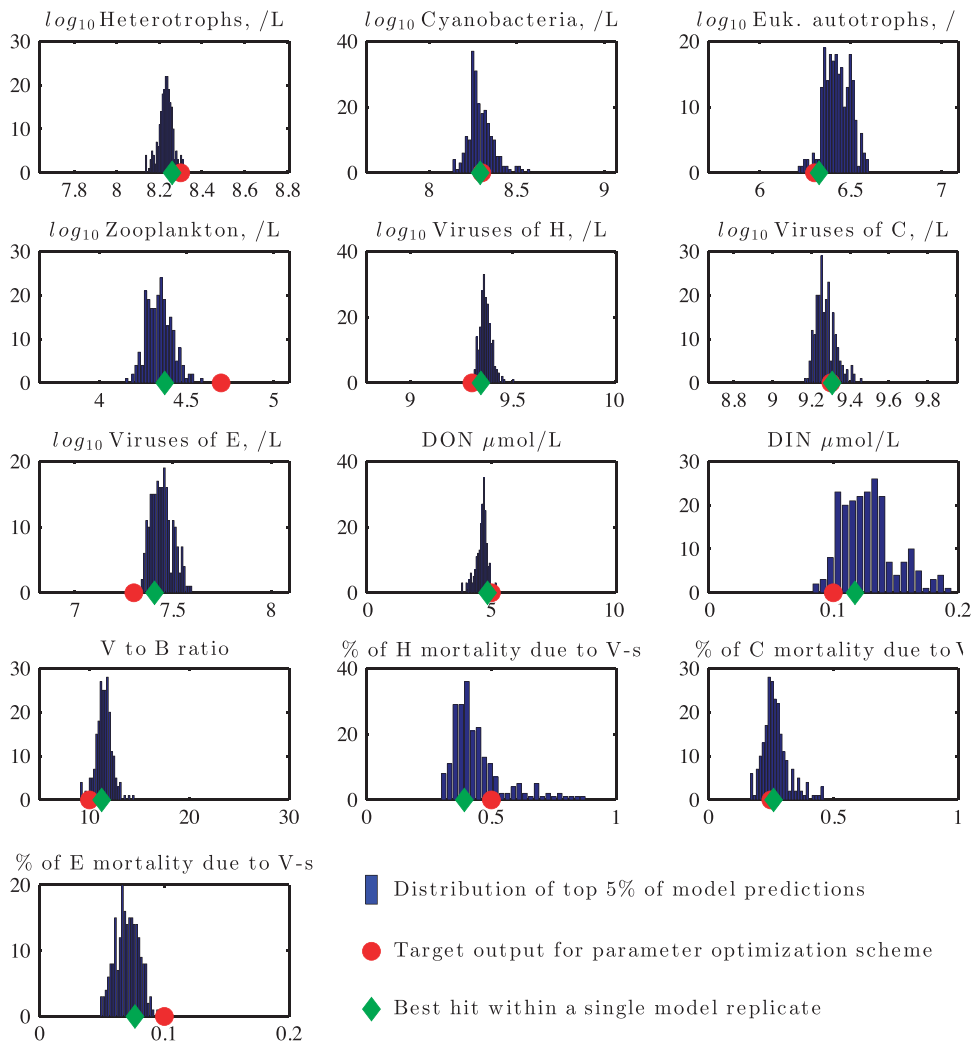 log10 Heterotrophs, /L
30
20
10
0
7.8 8 8.2 8.4 8.6 8.8
log10 Cyanobacteria, /L
40
20
0
8 8.5 9
log10 Euk. autotrophs, /
20
10
0
6 6.5 7
log10 Zooplankton, /L
30
20
10
0
4 4.5 5
log10 Viruses of H, /L
40
20
0
9 9.5 10
log10 Viruses of C, /L
30
20
10
0
8.8 9 9.2 9.4 9.6 9.8
log10 Viruses of E, /L
20
10
0
7 7.5 8
DON μmol/L
40
20
0
0 5 10
DIN μmol/L
30
20
10
0
0 0.1 0.2
V to B ratio
30
20
10
0
10 20 30
% of H mortality due to V-s
40
20
0
0 0.5 1
% of C mortality due to V
30
20
10
0
0 0.5 1
% of E mortality due to V-s
20
10
0
0 0.1 0.2
Distribution of top 5% of model predictions
Target output for parameter optimization scheme
Best hit within a single model replicate